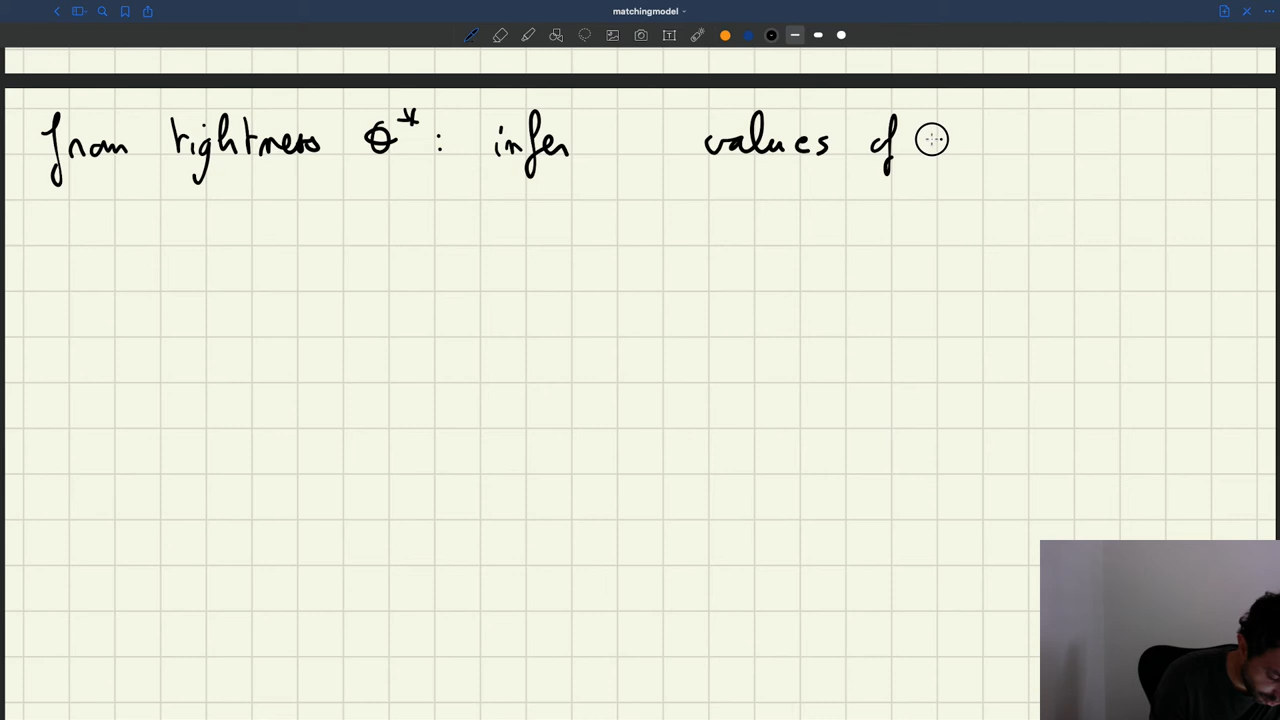 matchingmodel
from tightness θ* : infer values of